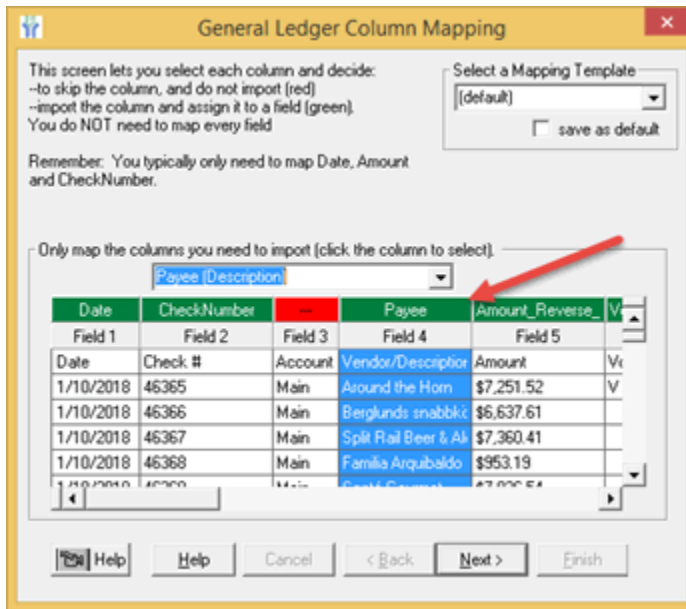 General Ledger Column Mapping
This screen lets you select each column and decide:
--to skip the column, and do not import (red)
--import the column and assign it to a field (green).
You do NOT need to map every field
Remember: You typically only need to map Date, Amount
and CheckNumber.
Select a Mapping Template
(default)
save as default
Only map the columns you need to import (click the column to select).
Payee (Description)
Date CheckNumber --- Payee Amount_Reverse_
Field 1 Field 2 Field 3 Field 4 Field 5
Date Check # Account Vendor/Description Amount
1/10/2018 46365 Main Around the Horn $7,251.52 V
1/10/2018 46366 Main Berglunds $6,637.61
1/10/2018 46367 Main Split Rail Beer & $7,360.41
1/10/2018 46368 Main Familia Arquibaldo $953.19
Help Help Cancel < Back Next > Finish